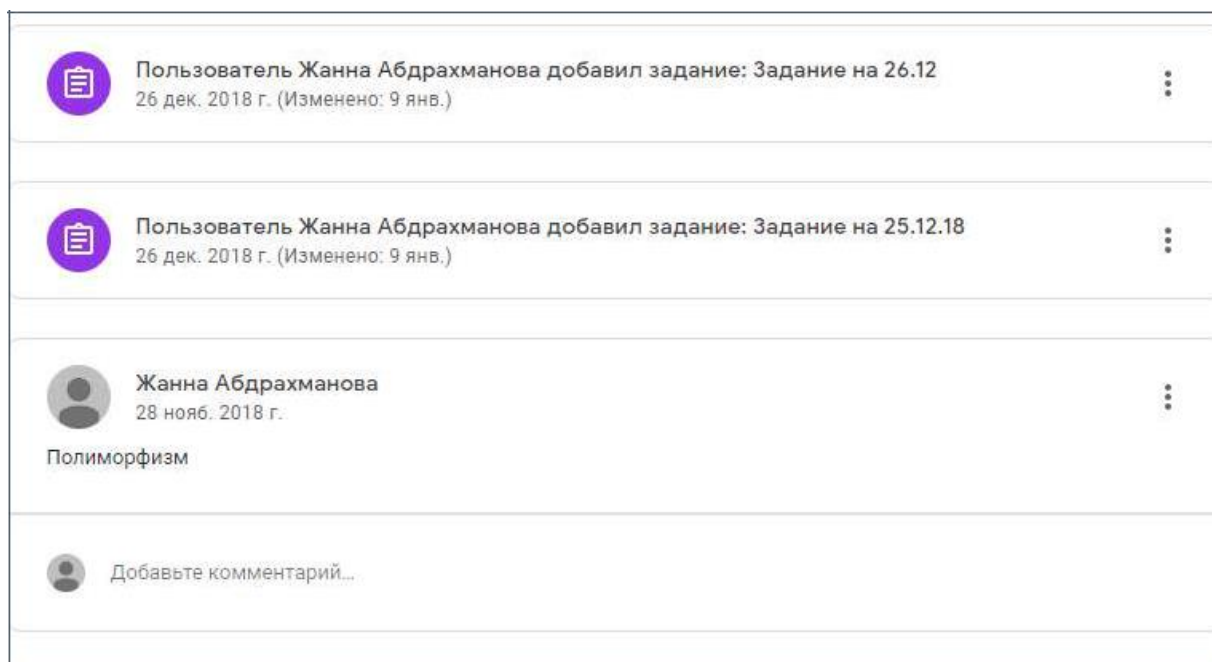 Пользователь Жанна Абдрахманова добавил задание: Задание на 26.12
26 дек. 2018 г. (Изменено: 9 янв.)
Пользователь Жанна Абдрахманова добавил задание: Задание на 25.12.18
26 дек. 2018 г. (Изменено: 9 янв.)
Жанна Абдрахманова
28 нояб. 2018 г.
Полиморфизм
Добавьте комментарий...